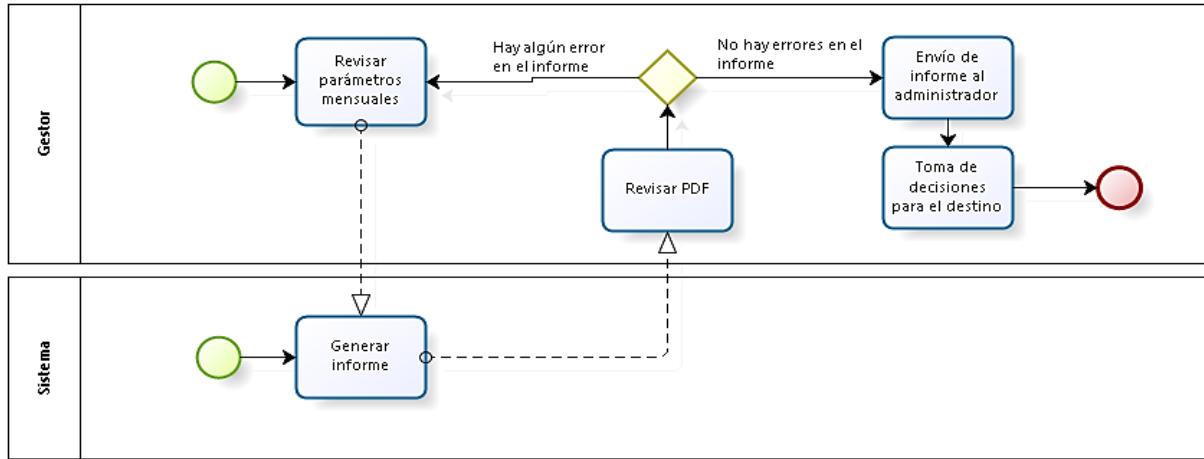 Gestor
Revisar
parámetros
mensuales
Hay algún error
en el informe
No hay errores en el
informe
Envío de
informe al
administrador
Revisar PDF
Toma de
decisiones
para el destino
Sistema
Generar
informe